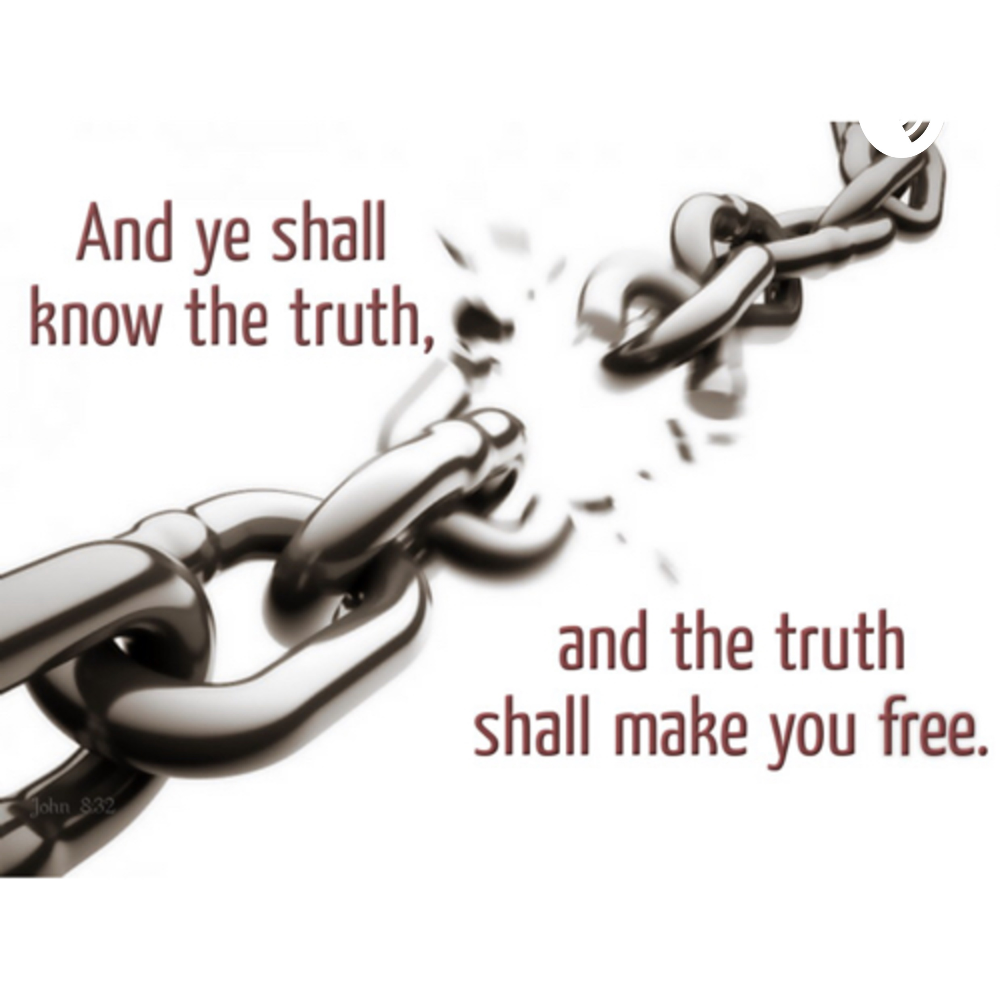 And ye shall
know the truth,
and the truth
shall make you free.
John 8:32